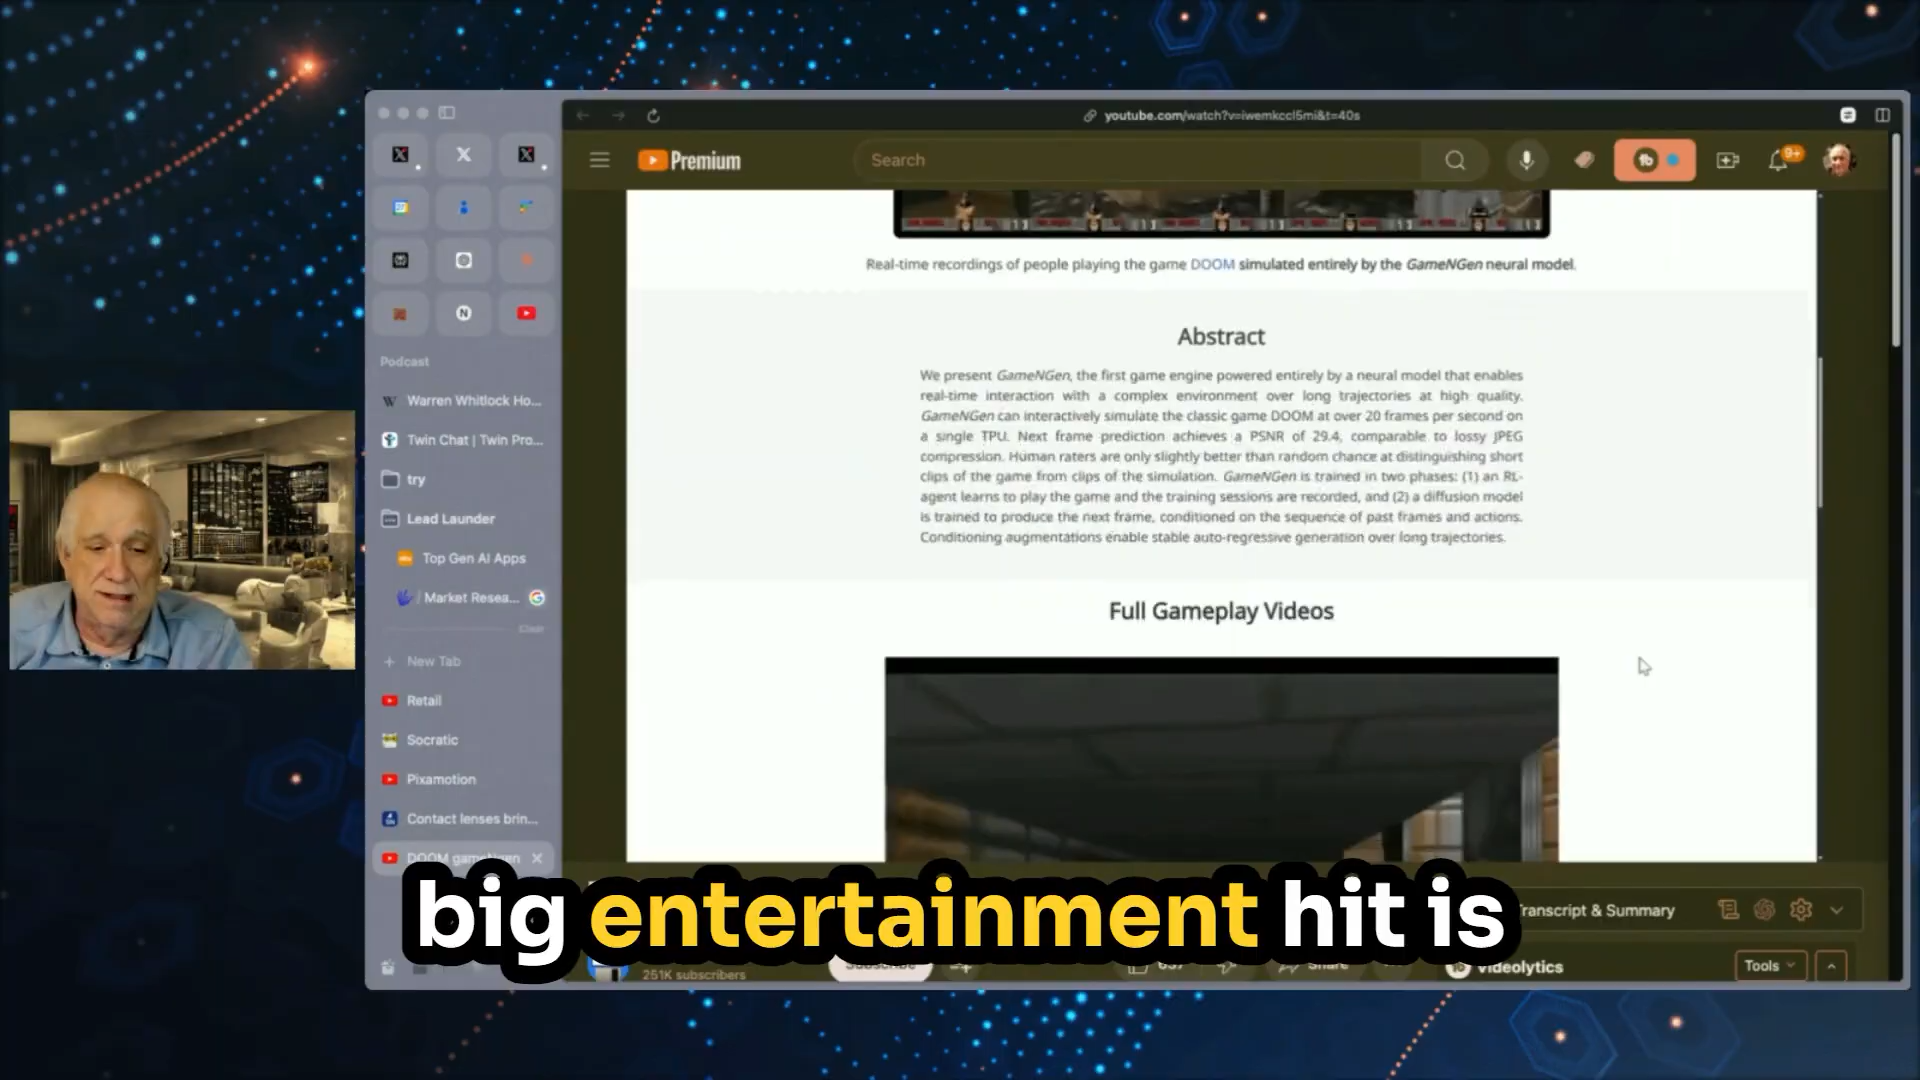 youtube.com/watch?v=iwemkccl5mi&t=40s
Premium
Search
9+
Podcast
Warren Whitlock Ho...
Twin Chat | Twin Pro...
try
Lead Launder
Top Gen AI Apps
/ Market Resea...
Clear
New Tab
Retail
Socratic
Pixamotion
Contact lenses brin...
DOOM gameNgen
Real-time recordings of people playing the game DOOM simulated entirely by the GameNGen neural model.
Abstract
We present GameNGen, the first game engine powered entirely by a neural model that enables
real-time interaction with a complex environment over long trajectories at high quality.
GameNGen can interactively simulate the classic game DOOM at over 20 frames per second on
a single TPU. Next frame prediction achieves a PSNR of 29.4, comparable to lossy JPEG
compression. Human raters are only slightly better than random chance at distinguishing short
clips of the game from clips of the simulation. GameNGen is trained in two phases: (1) an RL-
agent learns to play the game and the training sessions are recorded, and (2) a diffusion model
is trained to produce the next frame, conditioned on the sequence of past frames and actions.
Conditioning augmentations enable stable auto-regressive generation over long trajectories.
Full Gameplay Videos
big entertainment hit is
Transcript & Summary
251K subscribers
Subscribe
637
Share
Videolytics
Tools